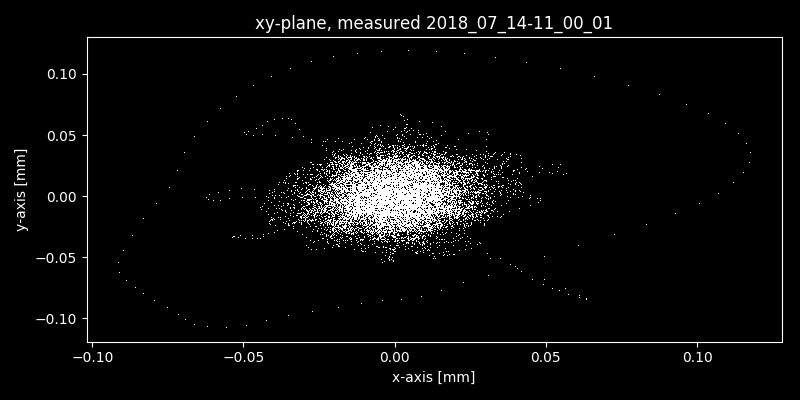 xy-plane, measured 2018_07_14-11_00_01
y-axis [mm]
0.10
0.05
0.00
−0.05
−0.10
−0.10 −0.05 0.00 0.05 0.10
x-axis [mm]